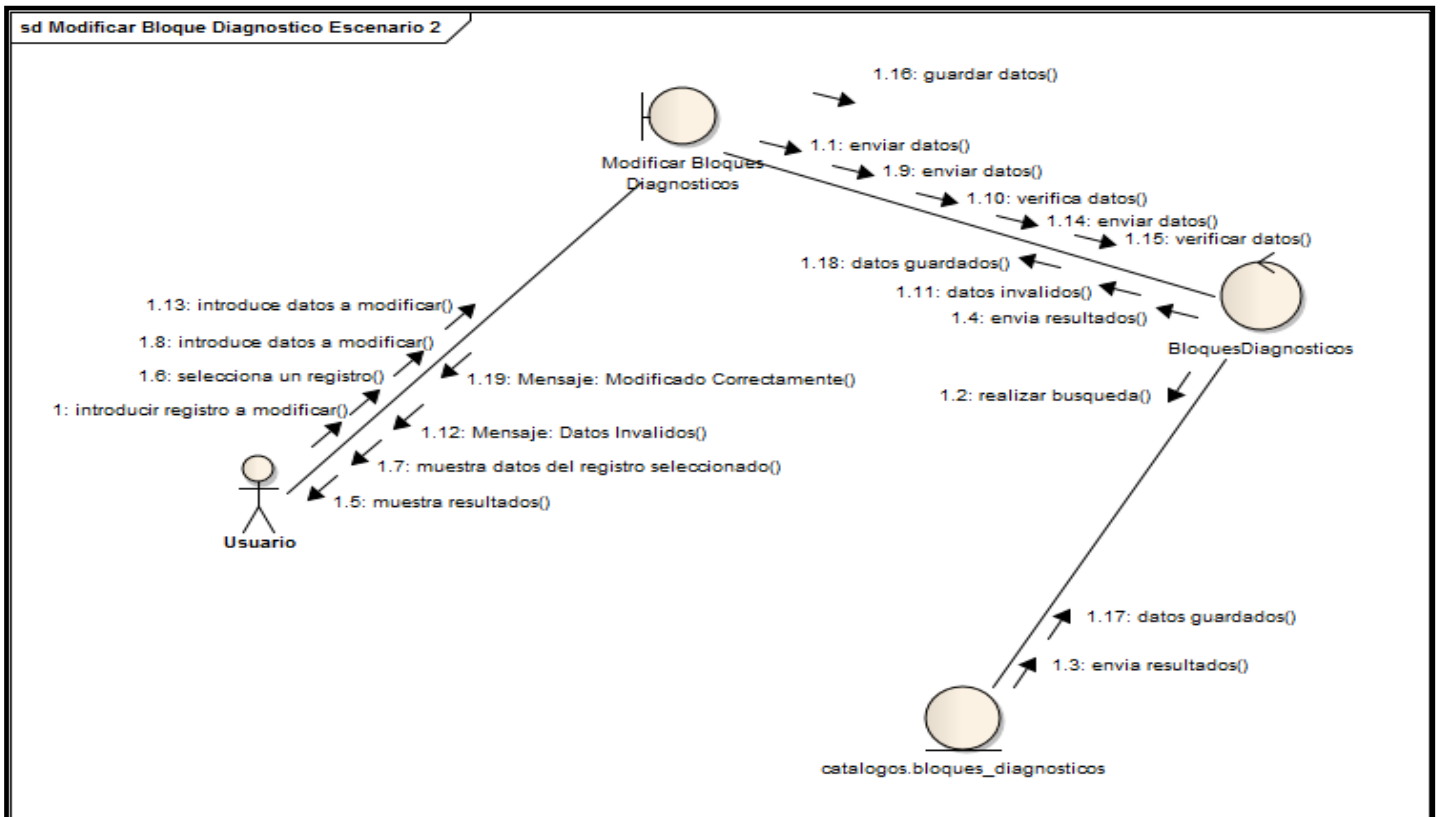 sd Modificar Bloque Diagnostico Escenario 2
1.16: guardar datos()
1.1: enviar datos()
Modificar Bloques
Diagnosticos
1.9: enviar datos()
1.10: verifica datos()
1.14: enviar datos()
1.15: verificar datos()
1.18: datos guardados()
1.11: datos invalidos()
1.4: envia resultados()
BloquesDiagnosticos
1.13: introduce datos a modificar()
1.8: introduce datos a modificar()
1.6: selecciona un registro()
1: introducir registro a modificar()
1.19: Mensaje: Modificado Correctamente()
1.12: Mensaje: Datos Invalidos()
1.7: muestra datos del registro seleccionado()
1.5: muestra resultados()
Usuario
1.2: realizar busqueda()
1.17: datos guardados()
1.3: envia resultados()
catalogos.bloques_diagnosticos